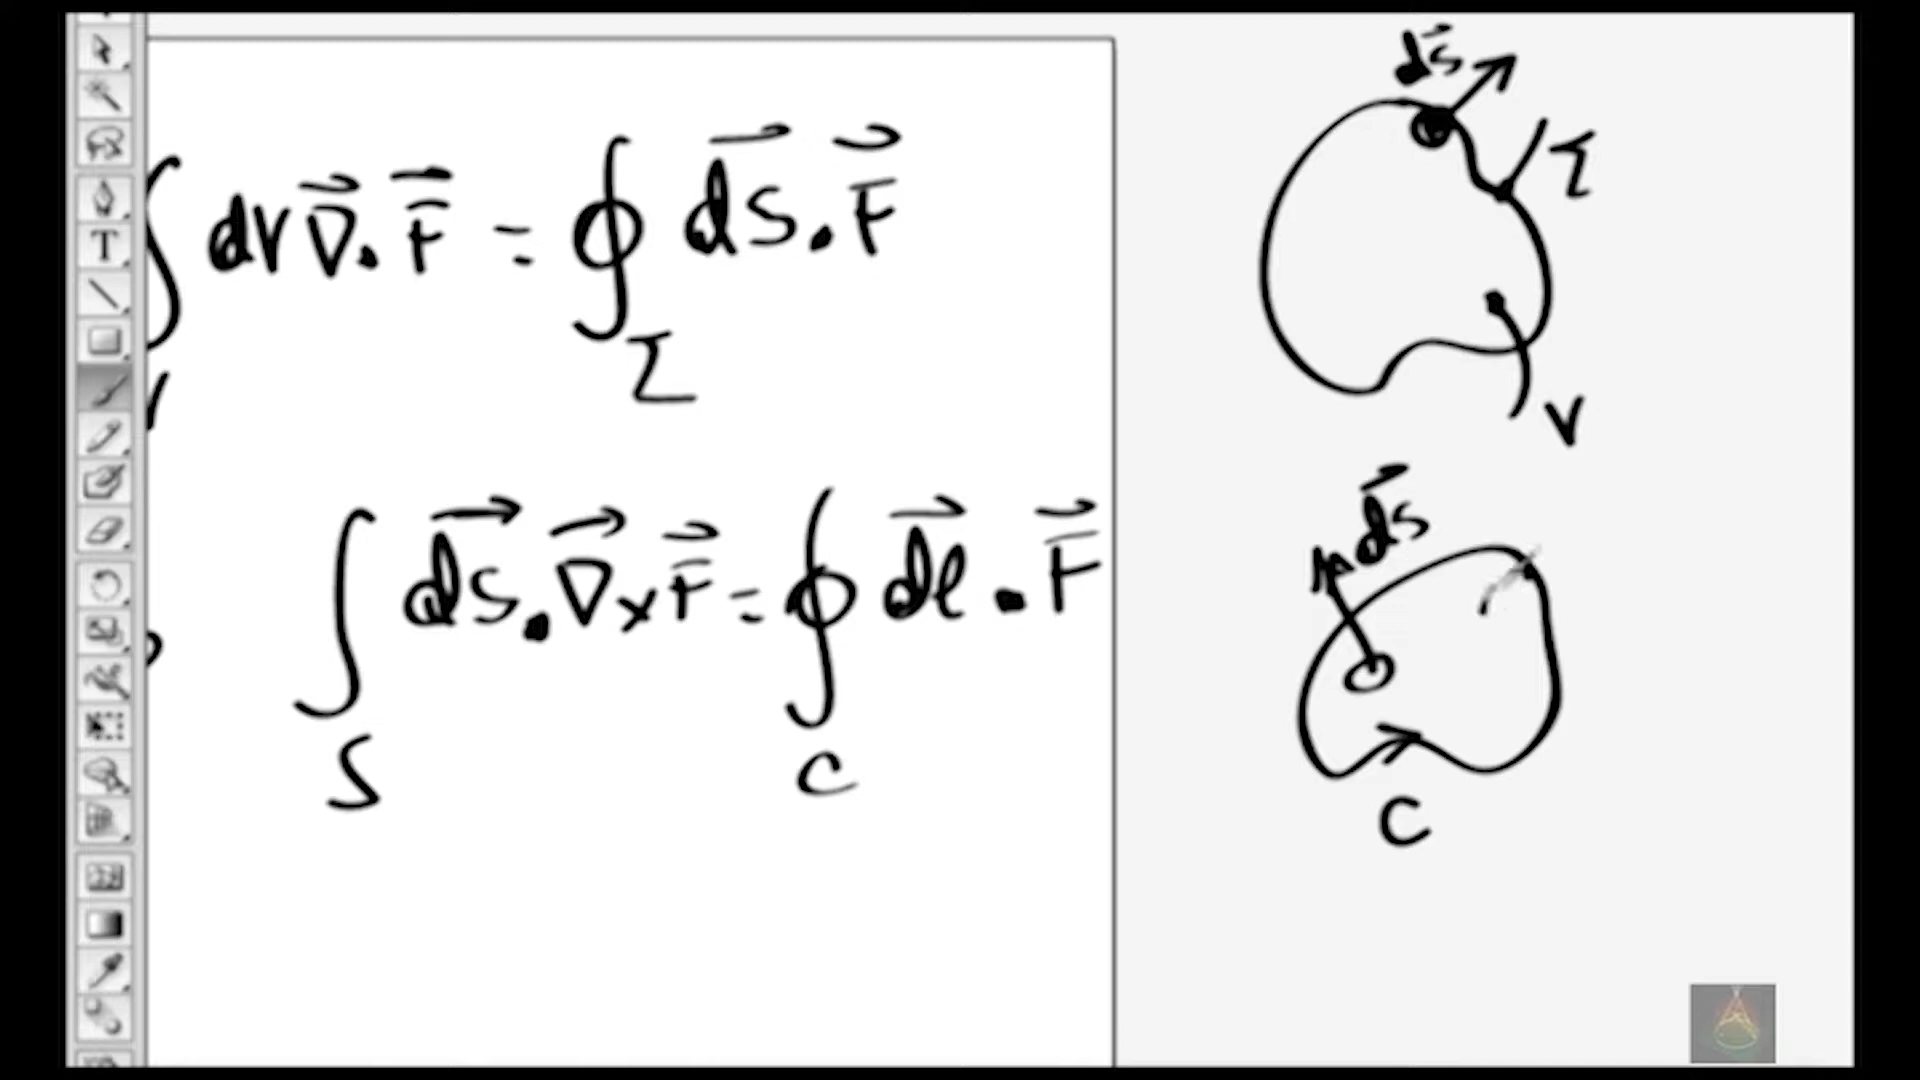 ∫ dV ∇⃗ · F⃗ = ∮ d⃗s · F⃗
V Σ
∫ d⃗s · ∇⃗ × F⃗ = ∮ d⃗ℓ · F⃗
S C
d⃗s
Σ
V
d⃗s
C
T